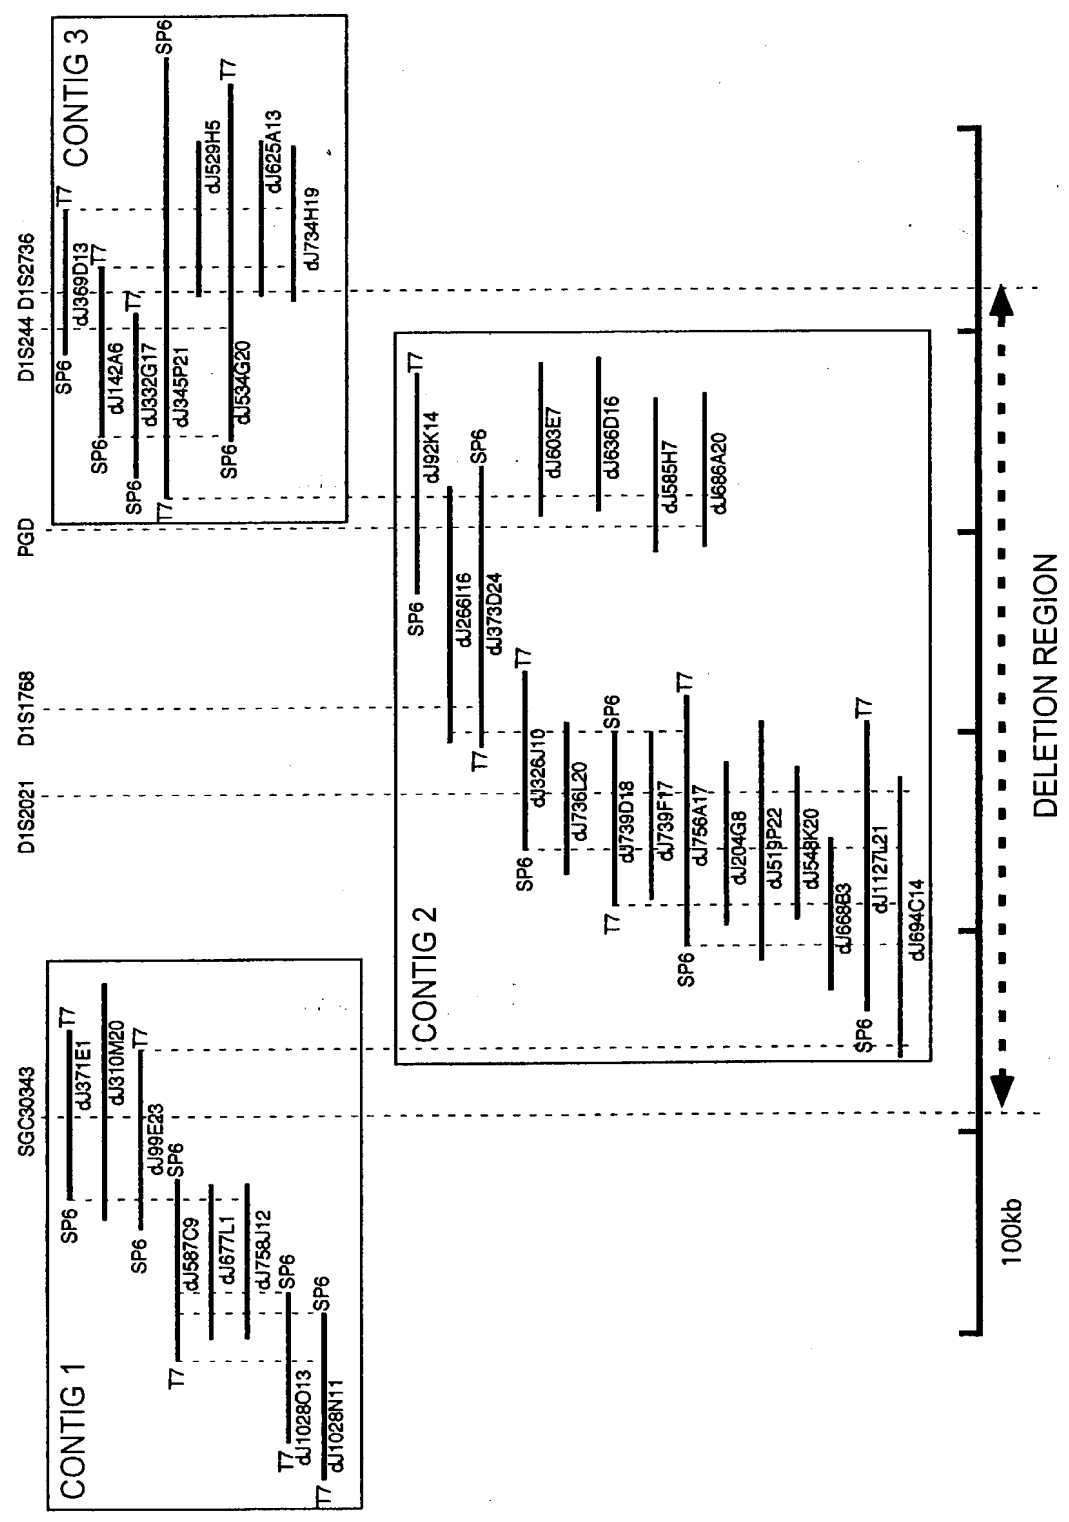 SGC30343
D1S2021
D1S1768
PGD
D1S244
D1S2736
CONTIG 1
SP6
T7
dJ371E1
dJ310M20
SP6
T7
dJ99E23
T7
SP6
dJ587C9
dJ677L1
dJ758J12
T7
SP6
dJ1028O13
T7
SP6
dJ1028N11
CONTIG 3
SP6
T7
dJ369D13
SP6
T7
dJ142A6
SP6
T7
dJ332G17
T7
SP6
dJ345P21
dJ529H5
SP6
T7
dJ534G20
dJ625A13
dJ734H19
CONTIG 2
SP6
T7
dJ92K14
dJ266I16
T7
SP6
dJ373D24
SP6
T7
dJ326J10
dJ603E7
dJ736L20
dJ636D16
T7
SP6
dJ739D18
dJ739F17
dJ585H7
SP6
T7
dJ756A17
dJ686A20
dJ204G8
dJ519P22
dJ548K20
dJ668B3
SP6
T7
dJ1127L21
dJ694C14
100kb
DELETION REGION